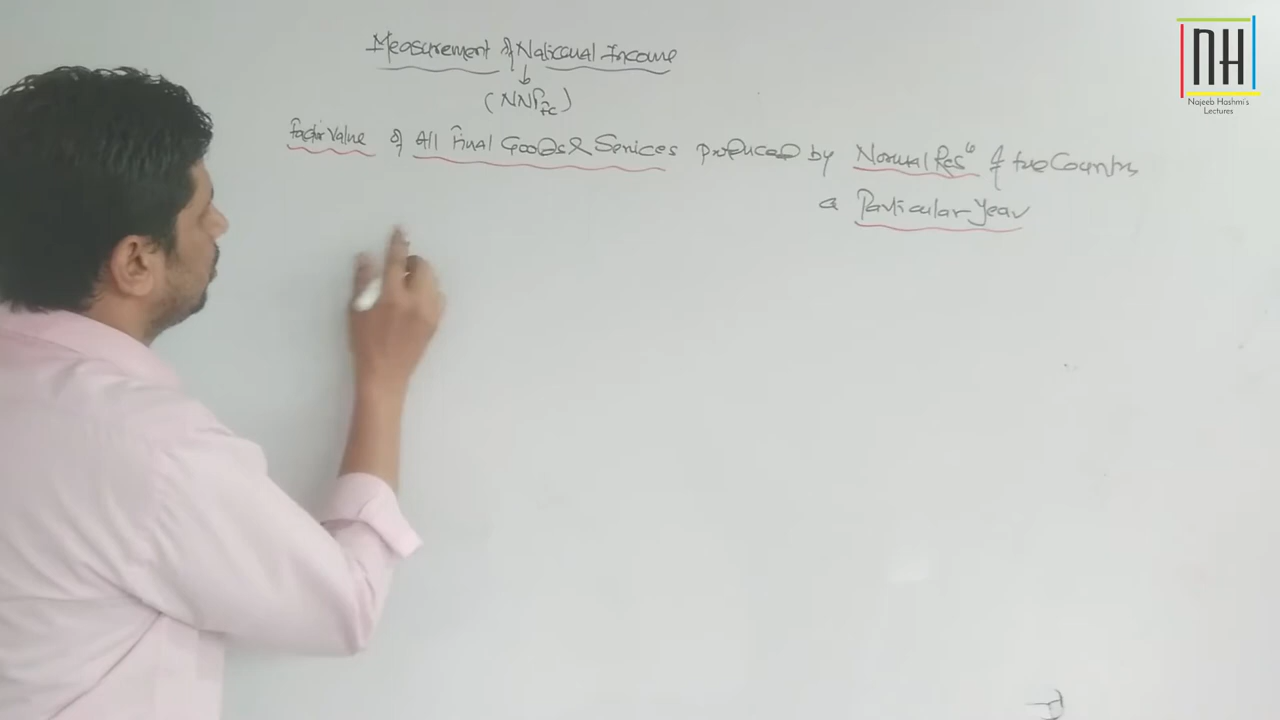 Measurement of National Income
(NNPFC)
Factor Value of All Final Goods & Services produced by Normal Res of the Country
a Particular Year
NH
Najeeb Hashmi's
Lectures